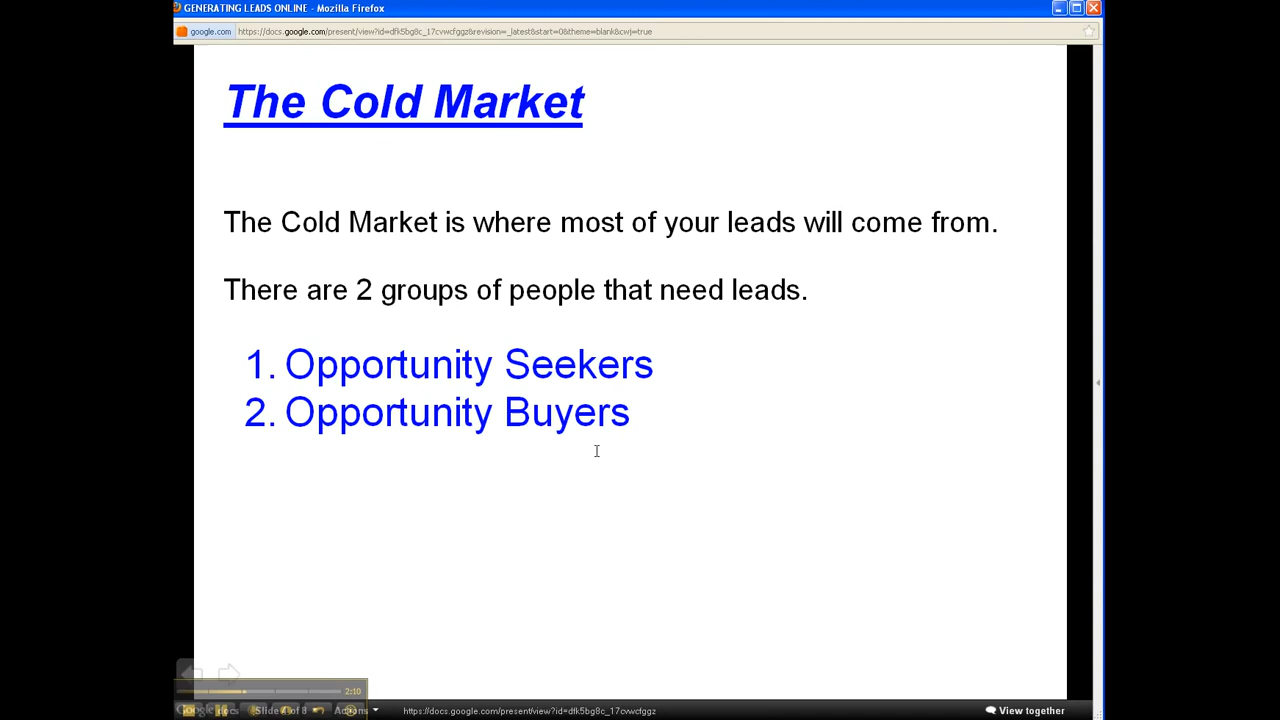 GENERATING LEADS ONLINE - Mozilla Firefox
google.com https://docs.google.com/present/view?id=dfk5bg8c_17cvwcfggz&revision=_latest&start=0&theme=blank&cwj=true
The Cold Market
The Cold Market is where most of your leads will come from.
There are 2 groups of people that need leads.
1. Opportunity Seekers
2. Opportunity Buyers
2:10
Google docs Slide 4 of 8 Actions https://docs.google.com/present/view?id=dfk5bg8c_17cvwcfggz View together